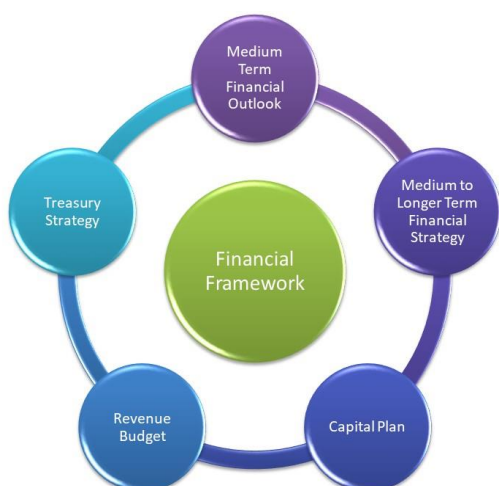 Medium
Term
Financial
Outlook
Medium to
Longer Term
Financial
Strategy
Capital Plan
Revenue
Budget
Treasury
Strategy
Financial
Framework